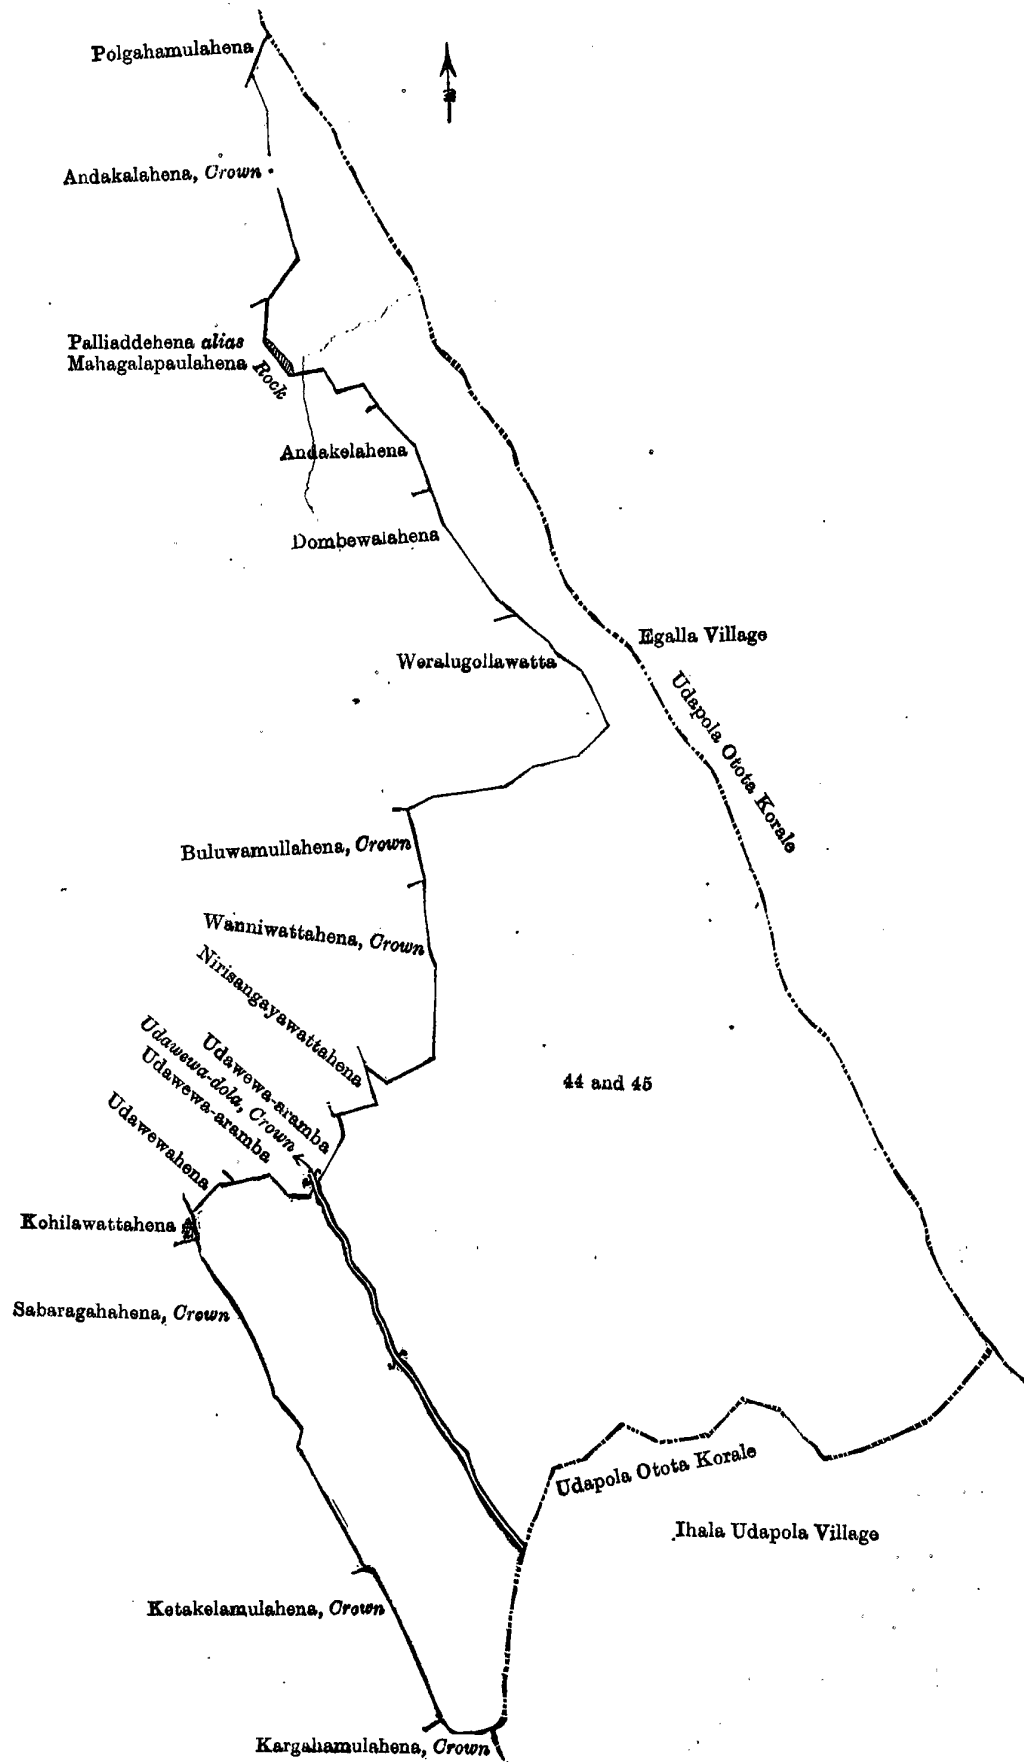 Polgahamulahena
Andakalahena, Crown
Palliaddehena alias
Mahagalapaulahena
Rock
Andakelahena
Dombewalahena
Egalla Village
Weralugollawatta
Udapola Otota Korale
Buluwamullahena, Crown
Wanniwattahena, Crown
Nirisangayawattahena
Udawewa-aramba
Udawewa-dola, Crown
Udawewa-aramba
Udawewahena
44 and 45
Kohilawattahena
Sabaragahahena, Crown
Udapola Otota Korale
Ihala Udapola Village
Ketakelamulahena, Crown
Kargahamulahena, Crown